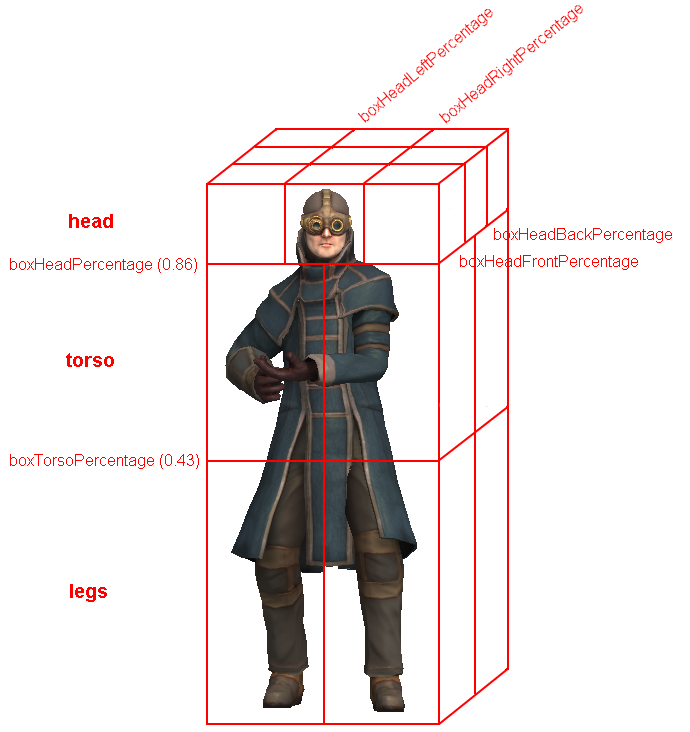 boxHeadLeftPercentage
boxHeadRightPercentage
head
boxHeadBackPercentage
boxHeadPercentage (0.86)
boxHeadFrontPercentage
torso
boxTorsoPercentage (0.43)
legs